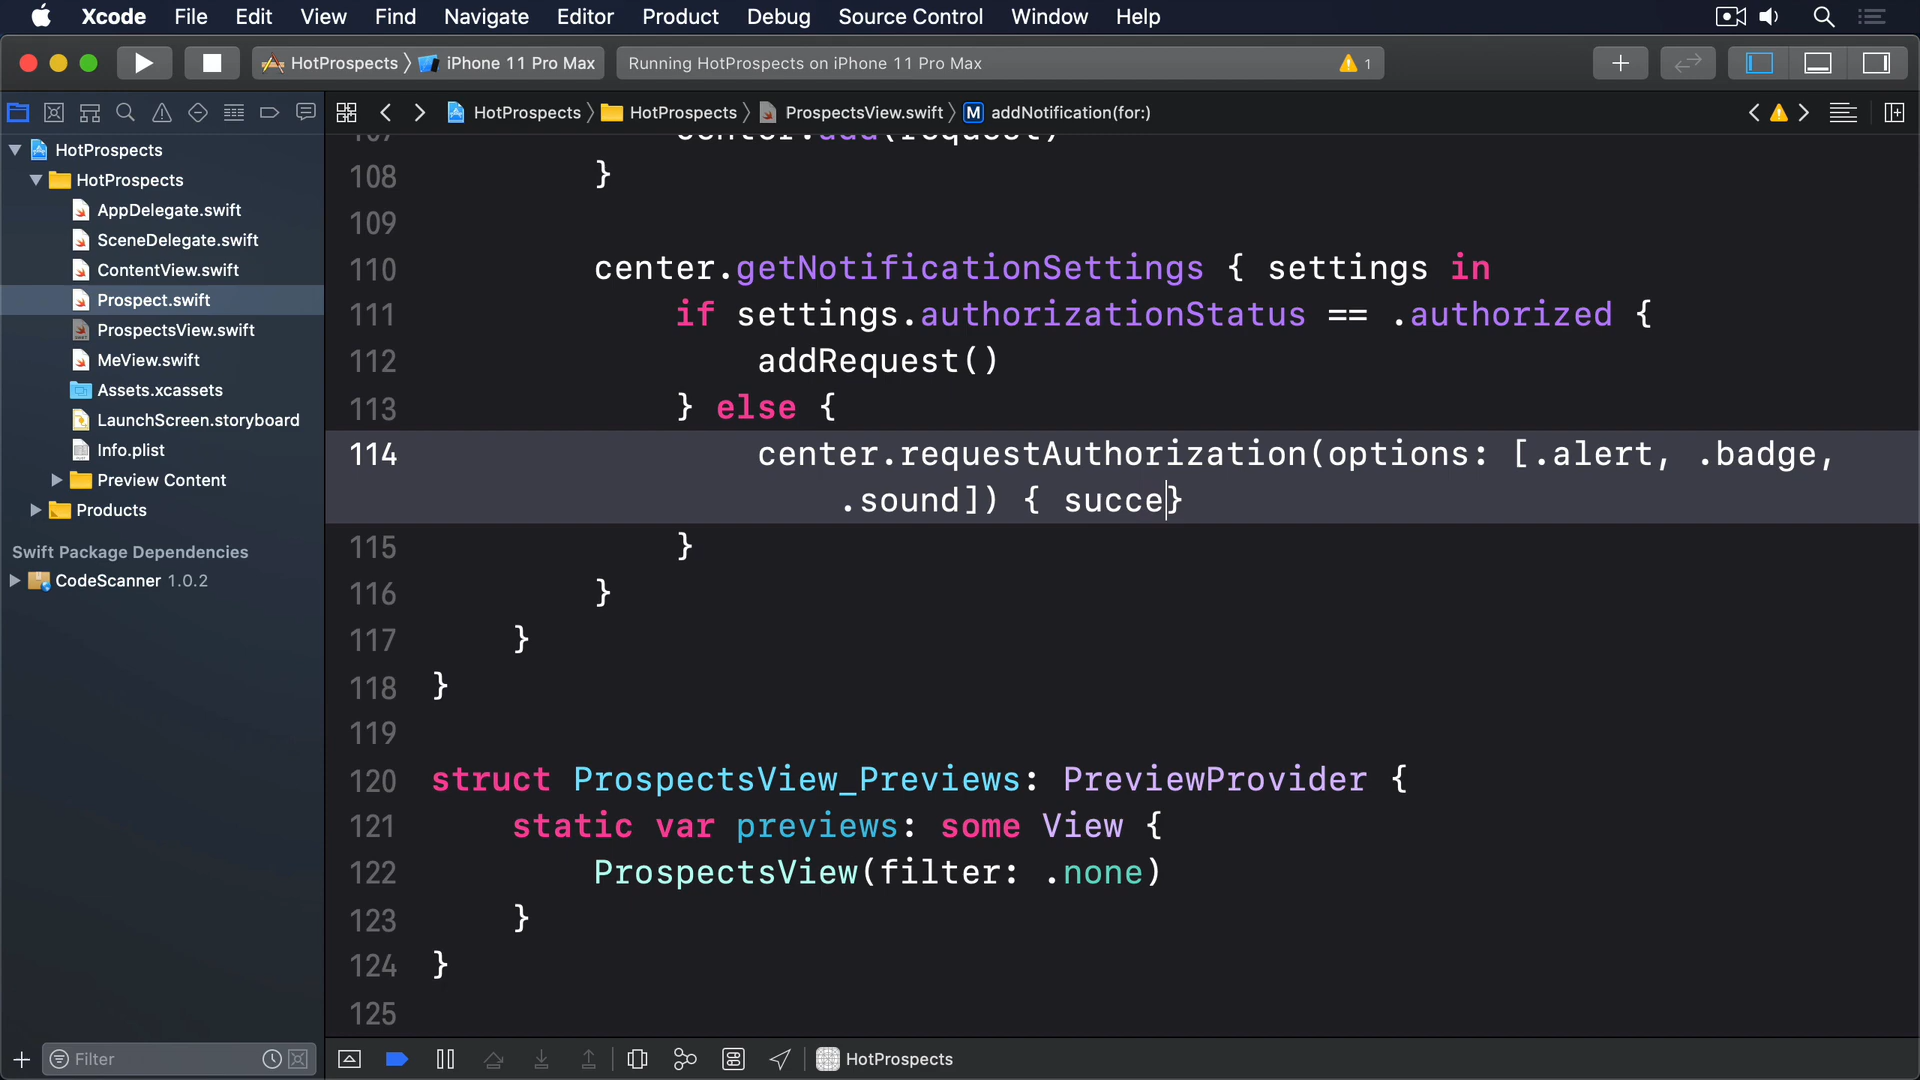 Xcode File Edit View Find Navigate Editor Product Debug Source Control Window Help
HotProspects iPhone 11 Pro Max Running HotProspects on iPhone 11 Pro Max 1
HotProspects HotProspects ProspectsView.swift M addNotification(for:)
HotProspects
HotProspects
AppDelegate.swift
SceneDelegate.swift
ContentView.swift
Prospect.swift
ProspectsView.swift
MeView.swift
Assets.xcassets
LaunchScreen.storyboard
Info.plist
Preview Content
Products
Swift Package Dependencies
CodeScanner 1.0.2
Filter
107 center.add(request)
108 }
109
110 center.getNotificationSettings { settings in
111 if settings.authorizationStatus == .authorized {
112 addRequest()
113 } else {
114 center.requestAuthorization(options: [.alert, .badge,
.sound]) { succe}
115 }
116 }
117 }
118 }
119
120 struct ProspectsView_Previews: PreviewProvider {
121 static var previews: some View {
122 ProspectsView(filter: .none)
123 }
124 }
125
HotProspects